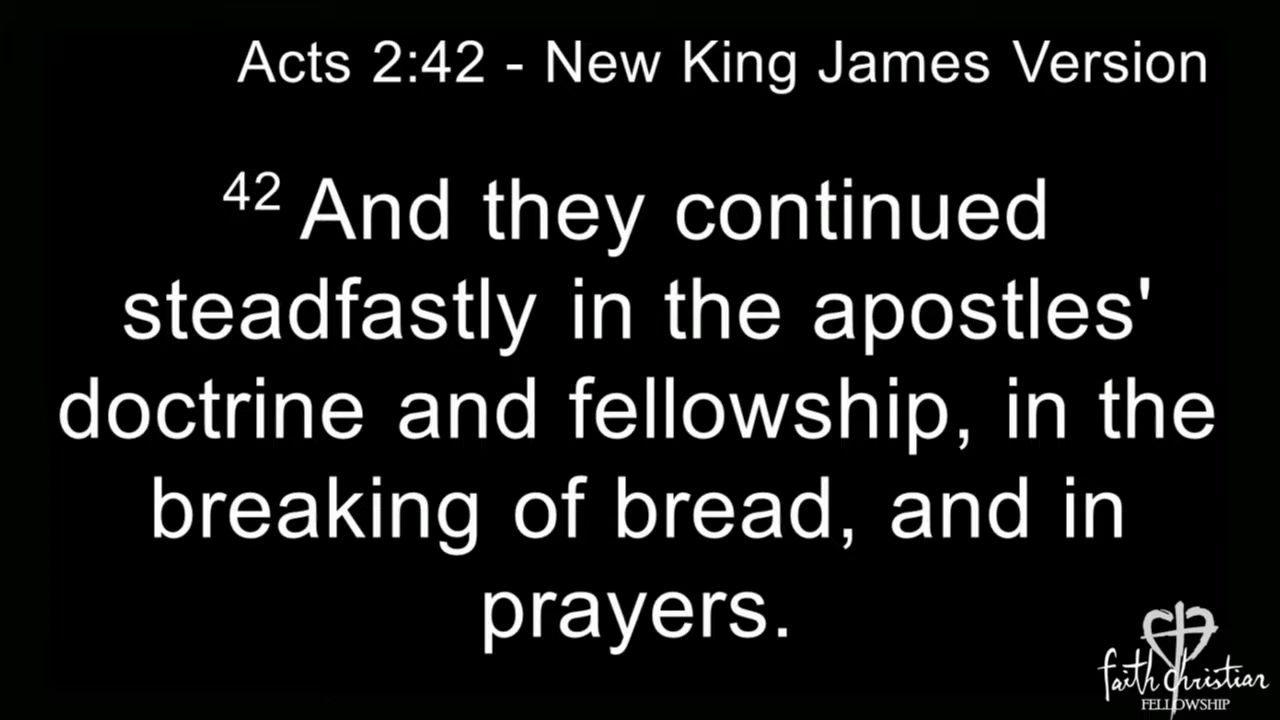 Acts 2:42 - New King James Version
42 And they continued
steadfastly in the apostles'
doctrine and fellowship, in the
breaking of bread, and in
prayers.
faith Christian
FELLOWSHIP